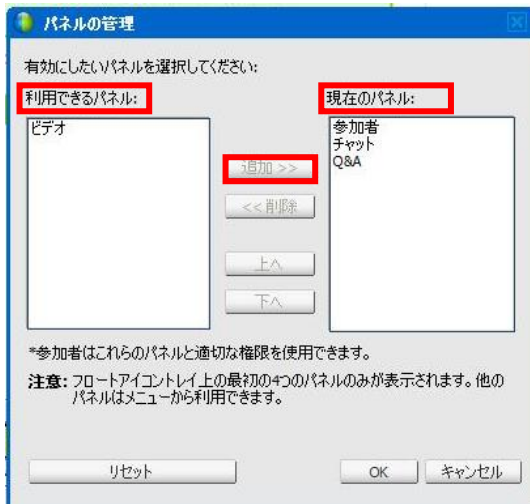 パネルの管理
有効にしたいパネルを選択してください:
利用できるパネル:
現在のパネル:
ビデオ
参加者
チャット
Q&A
追加 >>
<< 削除
上へ
下へ
*参加者はこれらのパネルと適切な権限を使用できます。
注意: フロートアイコントレイ上の最初の4つのパネルのみが表示されます。他の
パネルはメニューから利用できます。
リセット
OK
キャンセル